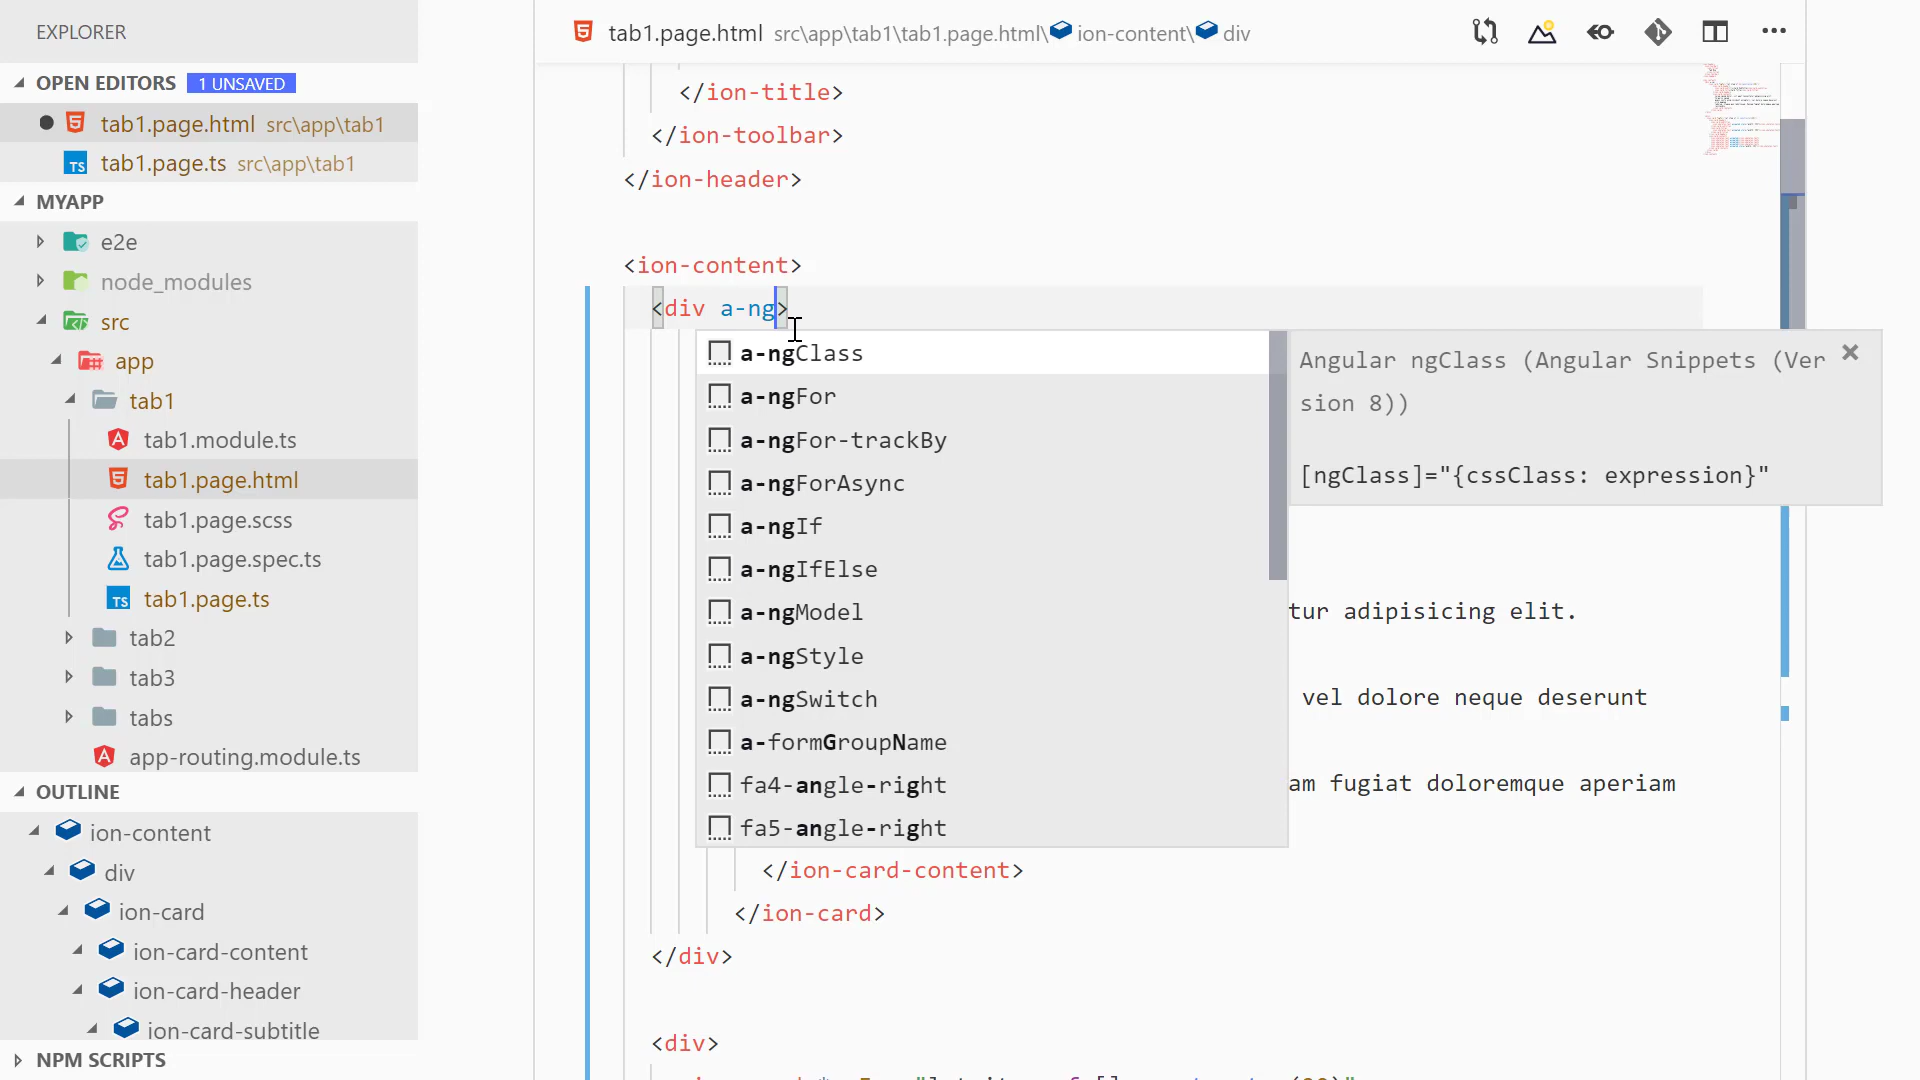 EXPLORER
OPEN EDITORS 1 UNSAVED
tab1.page.html src\app\tab1
tab1.page.ts src\app\tab1
MYAPP
e2e
node_modules
src
app
tab1
tab1.module.ts
tab1.page.html
tab1.page.scss
tab1.page.spec.ts
tab1.page.ts
tab2
tab3
tabs
app-routing.module.ts
OUTLINE
ion-content
div
ion-card
ion-card-content
ion-card-header
ion-card-subtitle
NPM SCRIPTS
tab1.page.html src\app\tab1\tab1.page.html\ ion-content\ div
</ion-title>
</ion-toolbar>
</ion-header>
<ion-content>
<div a-ng>
a-ngClass
a-ngFor
a-ngFor-trackBy
a-ngForAsync
a-ngIf
a-ngIfElse
a-ngModel
a-ngStyle
a-ngSwitch
a-formGroupName
fa4-angle-right
fa5-angle-right
Angular ngClass (Angular Snippets (Ver
sion 8))
[ngClass]="{cssClass: expression}"
tur adipisicing elit.
vel dolore neque deserunt
am fugiat doloremque aperiam
</ion-card-content>
</ion-card>
</div>
<div>